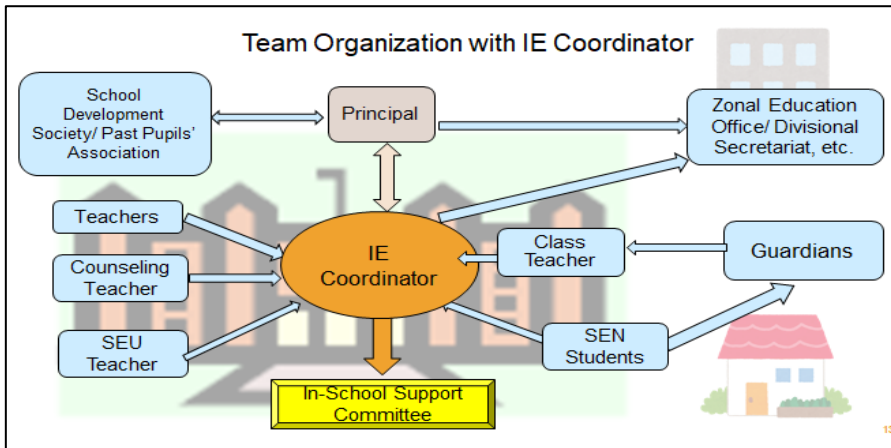 Team Organization with IE Coordinator
School
Development
Society/ Past Pupils'
Association
Principal
Zonal Education
Office/ Divisional
Secretariat, etc.
Teachers
Counseling
Teacher
SEU
Teacher
IE
Coordinator
Class
Teacher
Guardians
SEN
Students
In-School Support
Committee